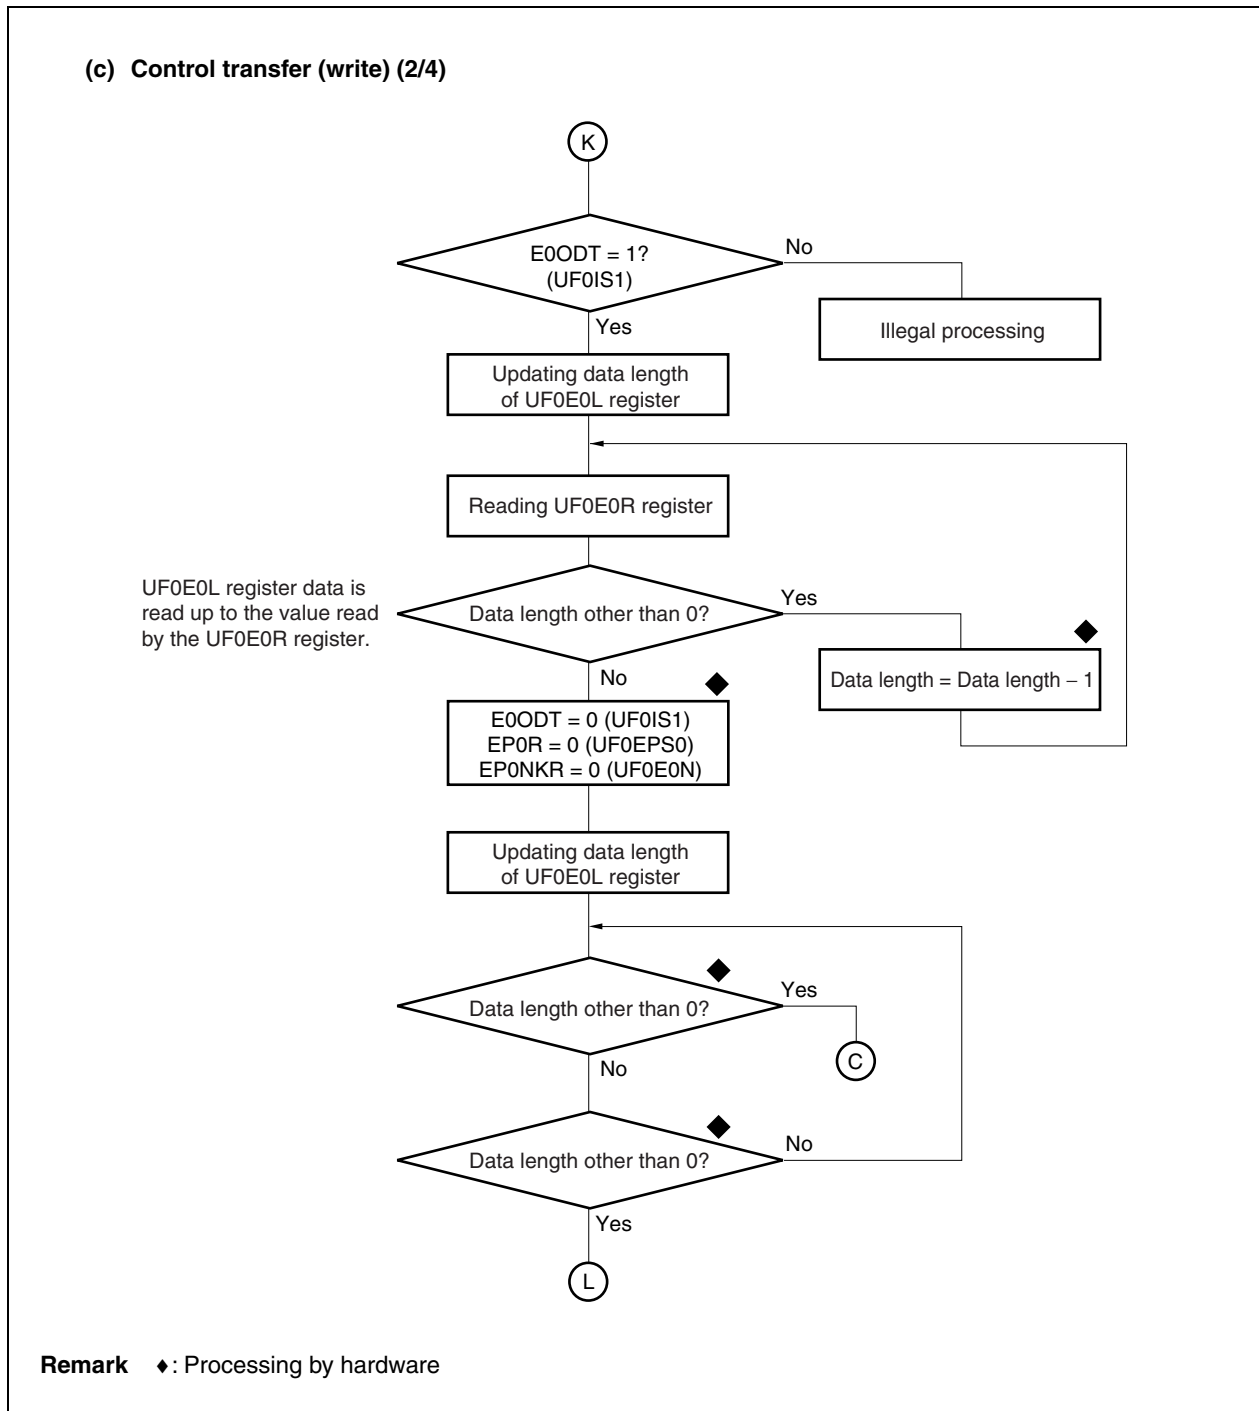 (c) Control transfer (write) (2/4)
K
E0ODT = 1?
(UF0IS1)
No
Yes
Illegal processing
Updating data length
of UF0E0L register
Reading UF0E0R register
UF0E0L register data is
read up to the value read
by the UF0E0R register.
Data length other than 0?
Yes
No
Data length = Data length − 1
E0ODT = 0 (UF0IS1)
EP0R = 0 (UF0EPS0)
EP0NKR = 0 (UF0E0N)
Updating data length
of UF0E0L register
Data length other than 0?
Yes
C
No
Data length other than 0?
No
Yes
L
Remark ♦: Processing by hardware